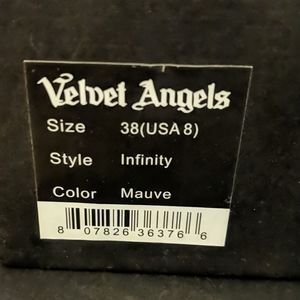 Velvet Angels
Size 38(USA 8)
Style Infinity
Color Mauve
8 07826 36376 6